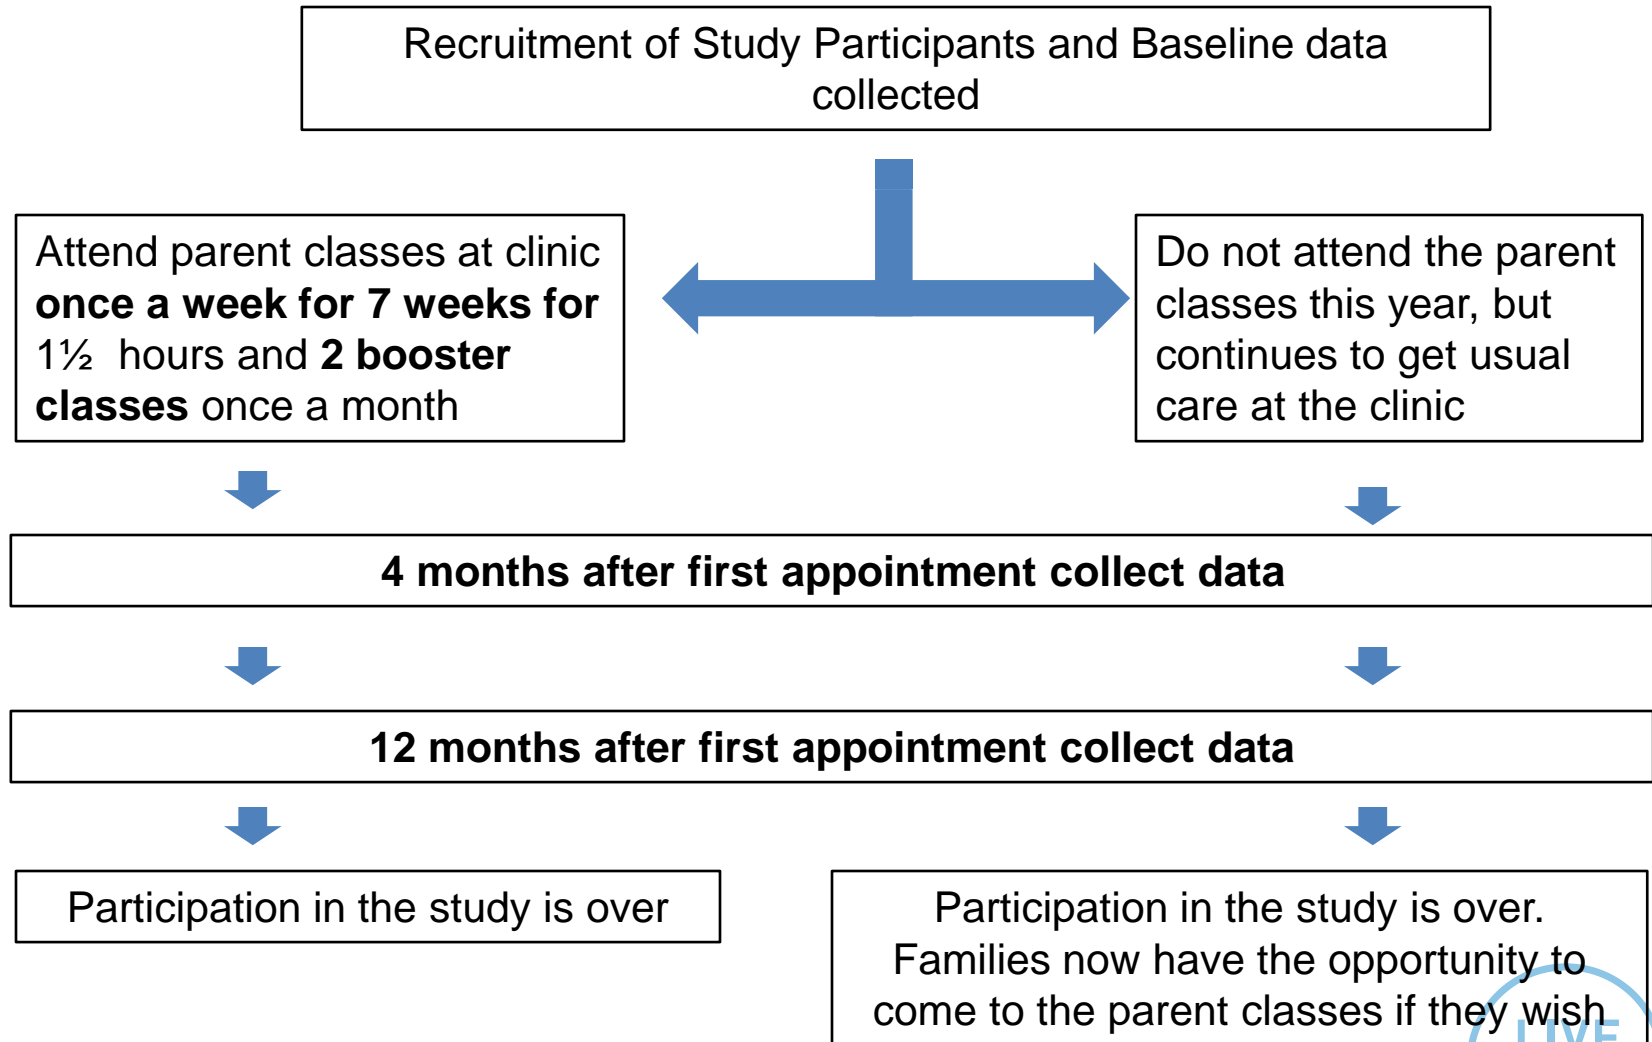 Recruitment of Study Participants and Baseline data
collected
Attend parent classes at clinic
once a week for 7 weeks for
1½ hours and 2 booster
classes once a month
Do not attend the parent
classes this year, but
continues to get usual
care at the clinic
4 months after first appointment collect data
12 months after first appointment collect data
Participation in the study is over
Participation in the study is over.
Families now have the opportunity to
come to the parent classes if they wish
LIVE